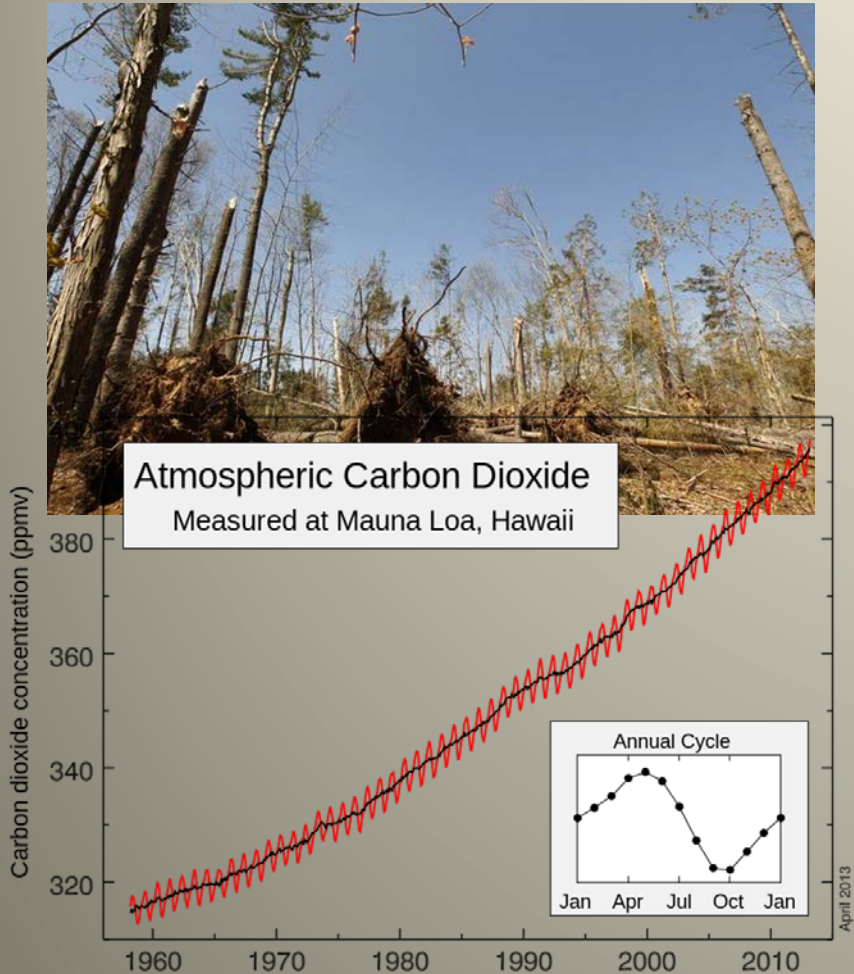 Atmospheric Carbon Dioxide
Measured at Mauna Loa, Hawaii
Carbon dioxide concentration (ppmv)
380
360
340
320
1960 1970 1980 1990 2000 2010
Annual Cycle
Jan Apr Jul Oct Jan
April 2013